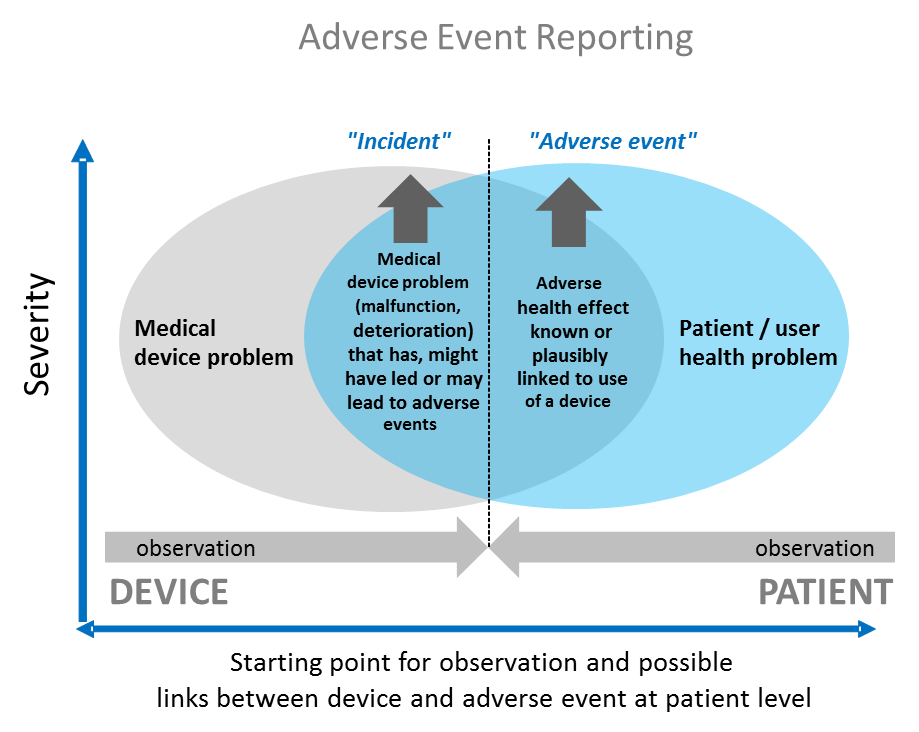 Adverse Event Reporting
"Incident"
"Adverse event"
Severity
Medical
device problem
Medical
device problem
(malfunction,
deterioration)
that has, might
have led or may
lead to adverse
events
Adverse
health effect
known or
plausibly
linked to use
of a device
Patient / user
health problem
observation
observation
DEVICE
PATIENT
Starting point for observation and possible
links between device and adverse event at patient level